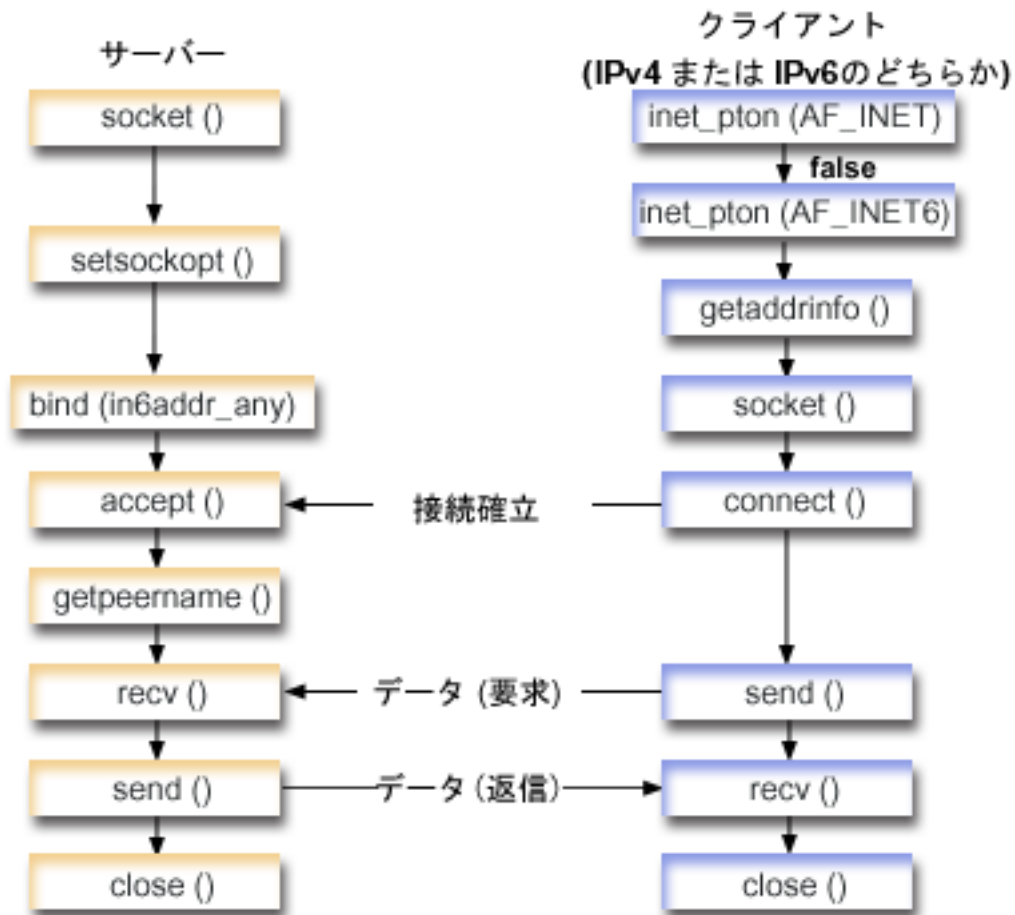 サーバー
socket ()
setsockopt ()
bind (in6addr_any)
accept ()
getpeername ()
recv ()
send ()
close ()
接続確立
データ (要求)
データ (返信)
クライアント
(IPv4 または IPv6のどちらか)
inet_pton (AF_INET)
false
inet_pton (AF_INET6)
getaddrinfo ()
socket ()
connect ()
send ()
recv ()
close ()